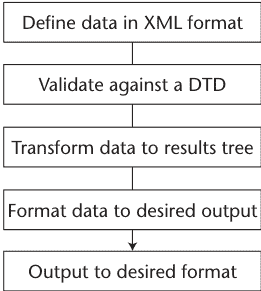 Define data in XML format
Validate against a DTD
Transform data to results tree
Format data to desired output
Output to desired format